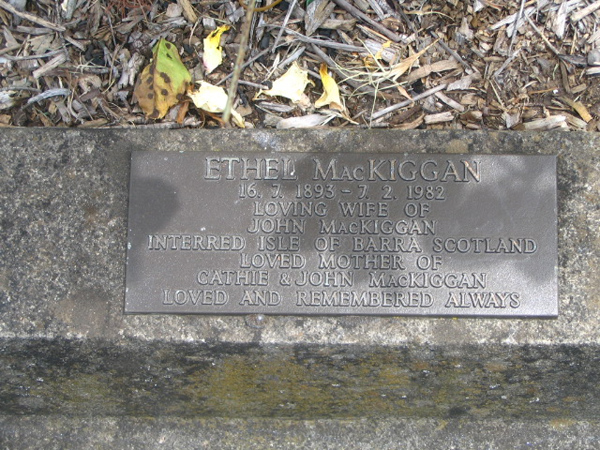 ETHEL MACKIGGAN
16. 7. 1893 - 7. 2. 1982
LOVING WIFE OF
JOHN MACKIGGAN
INTERRED ISLE OF BARRA SCOTLAND
LOVED MOTHER OF
CATHIE & JOHN MACKIGGAN
LOVED AND REMEMBERED ALWAYS